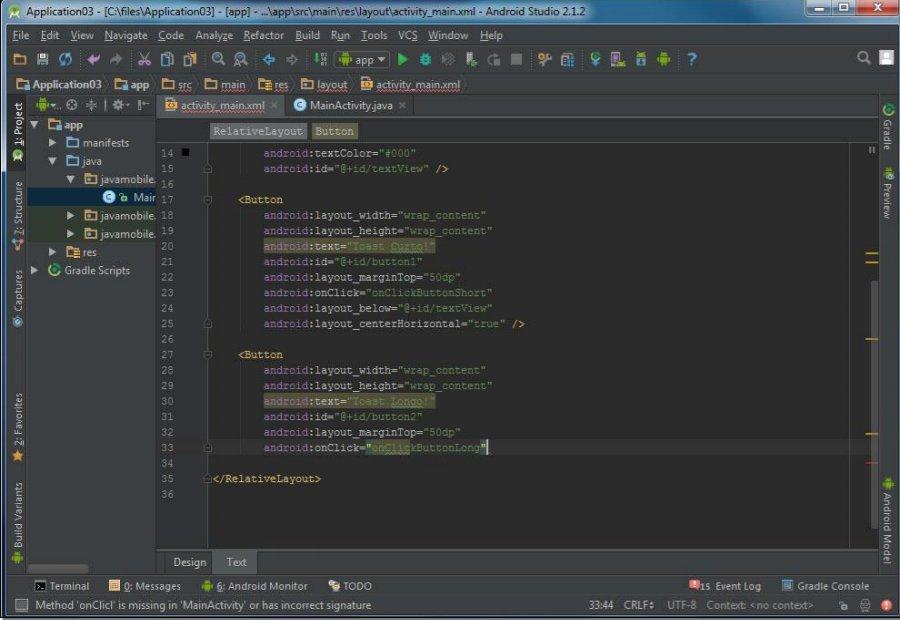 Application03 - [C:\files\Application03] - [app] - ...\app\src\main\res\layout\activity_main.xml - Android Studio 2.1.2
File Edit View Navigate Code Analyze Refactor Build Run Tools VCS Window Help
app
Application03 app src main res layout activity_main.xml
activity_main.xml MainActivity.java
RelativeLayout Button
1: Project
7: Structure
Captures
2: Favorites
Build Variants
app
manifests
java
javamobile.
Mair
javamobile.
javamobile.
res
Gradle Scripts
14 android:textColor="#000"
15 android:id="@+id/textView" />
16
17 <Button
18 android:layout_width="wrap_content"
19 android:layout_height="wrap_content"
20 android:text="Toast Curto!"
21 android:id="@+id/button1"
22 android:layout_marginTop="50dp"
23 android:onClick="onClickButtonShort"
24 android:layout_below="@+id/textView"
25 android:layout_centerHorizontal="true" />
26
27 <Button
28 android:layout_width="wrap_content"
29 android:layout_height="wrap_content"
30 android:text="Toast Longo!"
31 android:id="@+id/button2"
32 android:layout_marginTop="50dp"
33 android:onClick="onClickButtonLong"
34
35 </RelativeLayout>
36
Gradle
Preview
Android Model
Design Text
Terminal 0: Messages 6: Android Monitor TODO 15 Event Log Gradle Console
Method 'onClicl' is missing in 'MainActivity' or has incorrect signature 33:44 CRLF UTF-8 Context: <no context>